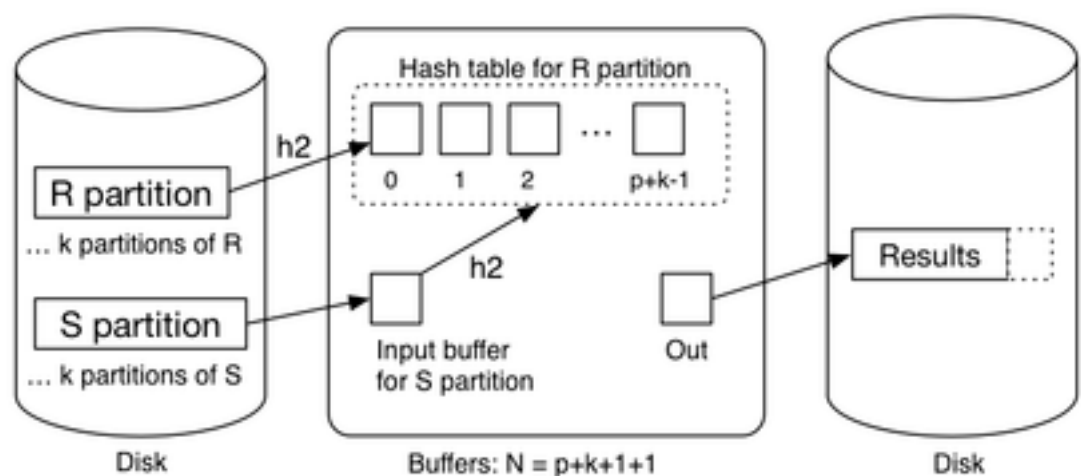 Hash table for R partition
h2
...
0 1 2 p+k-1
R partition
... k partitions of R
h2
Results
S partition
... k partitions of S
Input buffer
for S partition
Out
Disk
Buffers: N = p+k+1+1
Disk